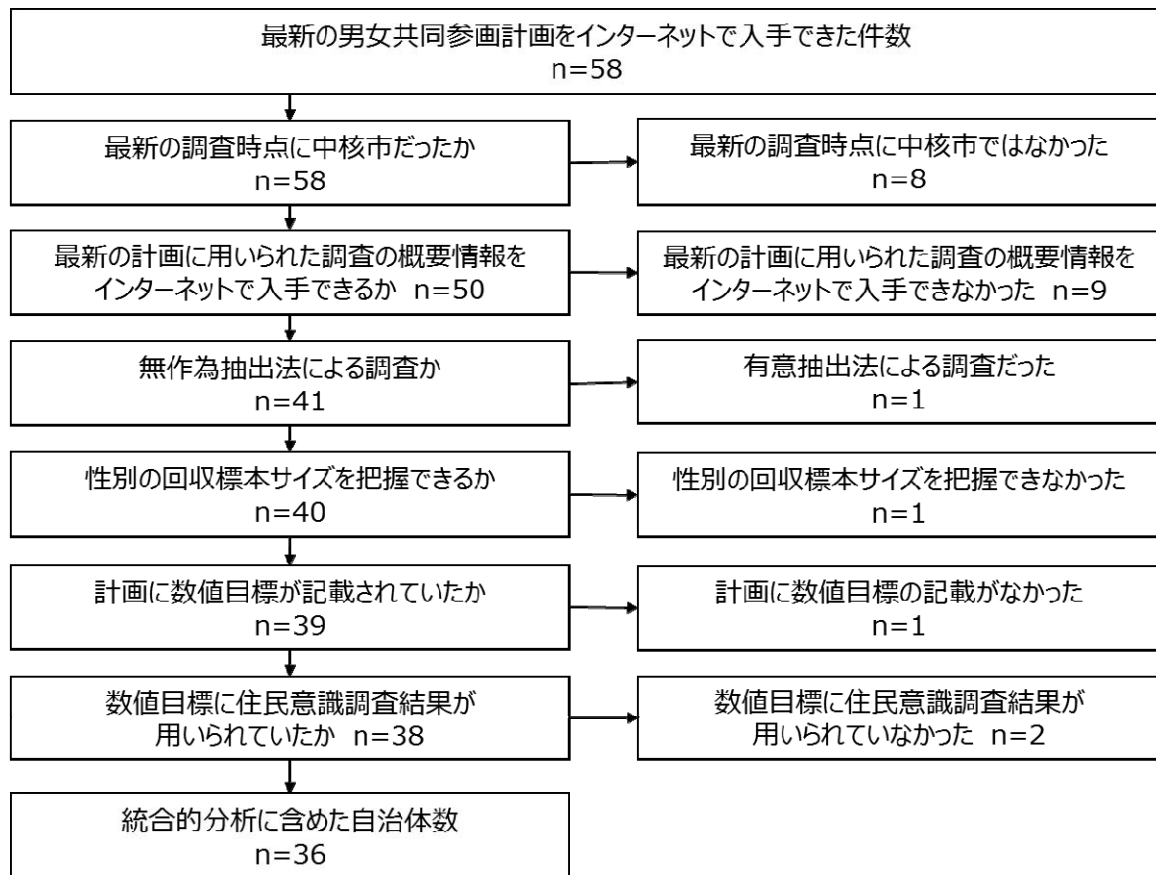 最新の男女共同参画計画をインターネットで入手できた件数
n=58
最新の調査時点に中核市だったか
n=58
最新の調査時点に中核市ではなかった
n=8
最新の計画に用いられた調査の概要情報を
インターネットで入手できるか n=50
最新の計画に用いられた調査の概要情報を
インターネットで入手できなかった n=9
無作為抽出法による調査か
n=41
有意抽出法による調査だった
n=1
性別の回収標本サイズを把握できるか
n=40
性別の回収標本サイズを把握できなかった
n=1
計画に数値目標が記載されていたか
n=39
計画に数値目標の記載がなかった
n=1
数値目標に住民意識調査結果が
用いられていたか n=38
数値目標に住民意識調査結果が
用いられていなかった n=2
統合的分析に含めた自治体数
n=36